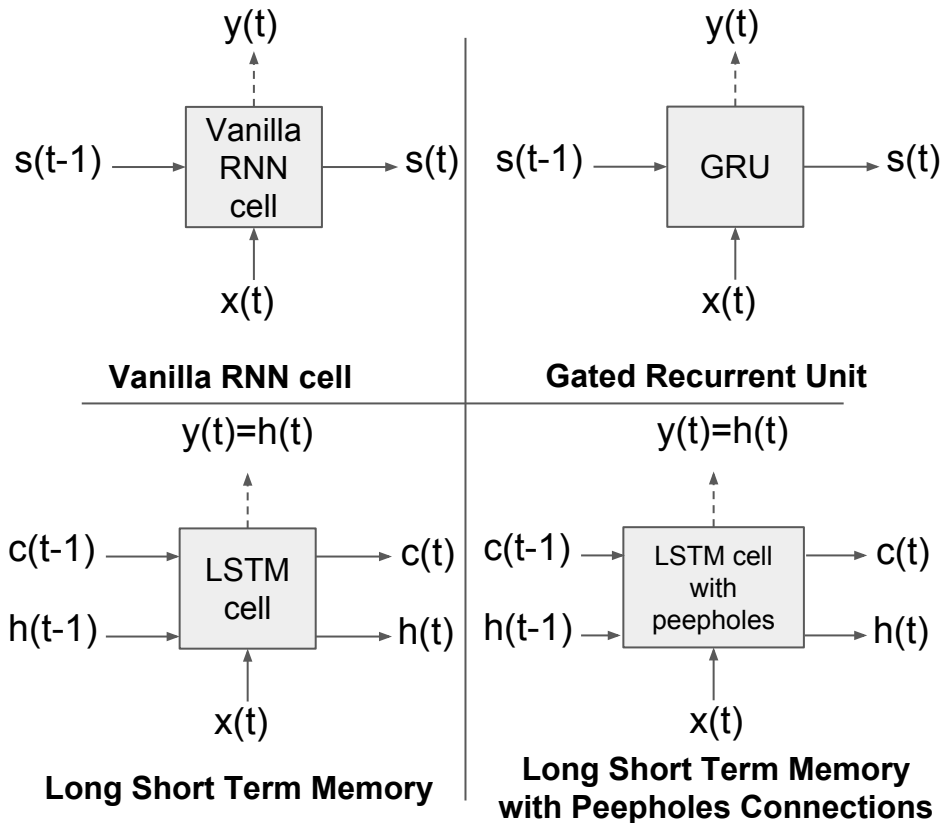 y(t)
Vanilla
RNN
cell
s(t-1)
s(t)
x(t)
Vanilla RNN cell
y(t)
GRU
s(t-1)
s(t)
x(t)
Gated Recurrent Unit
y(t)=h(t)
c(t-1)
c(t)
LSTM
cell
h(t-1)
h(t)
x(t)
Long Short Term Memory
y(t)=h(t)
c(t-1)
c(t)
LSTM cell
with
peepholes
h(t-1)
h(t)
x(t)
Long Short Term Memory
with Peepholes Connections